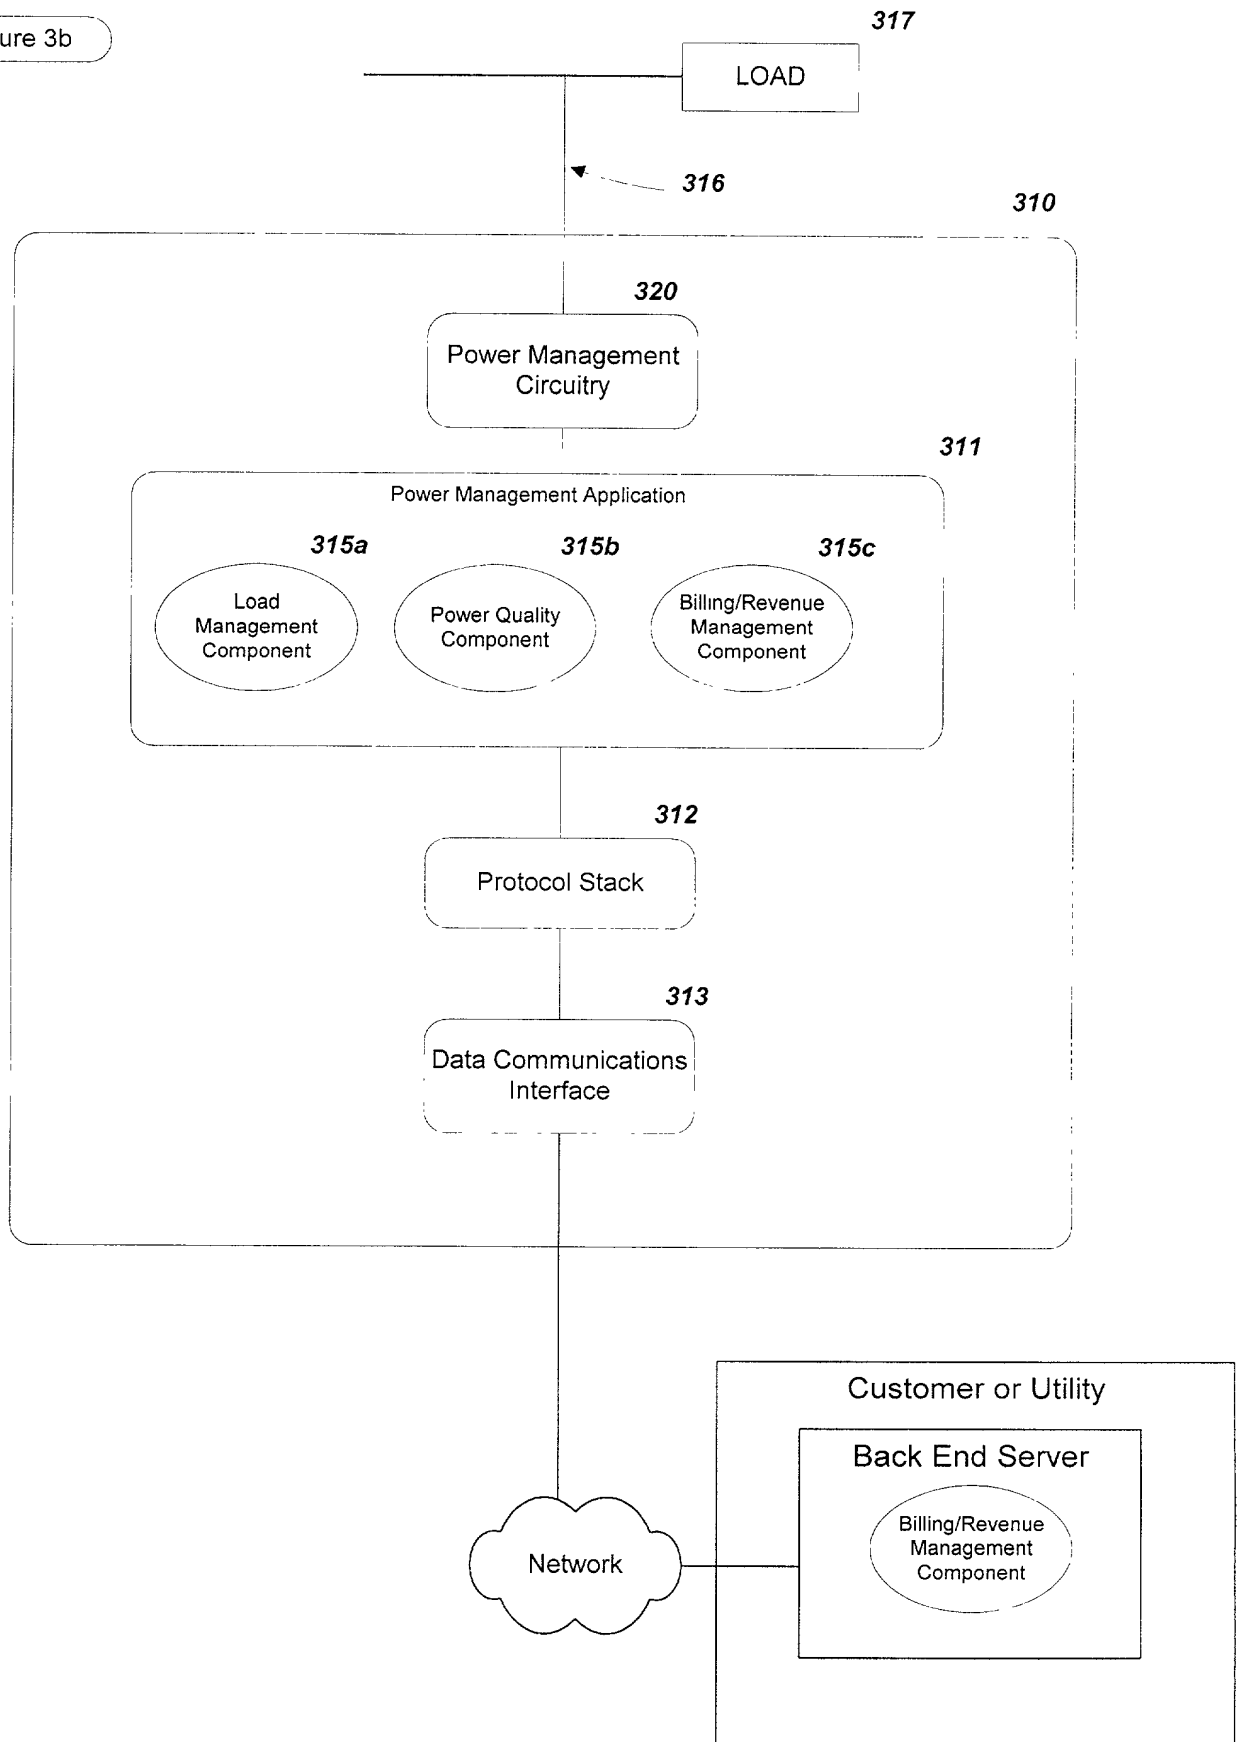 ure 3b
317
LOAD
316
310
320
Power Management
Circuitry
311
Power Management Application
315a
315b
315c
Load
Management
Component
Power Quality
Component
Billing/Revenue
Management
Component
312
Protocol Stack
313
Data Communications
Interface
Customer or Utility
Back End Server
Billing/Revenue
Management
Component
Network